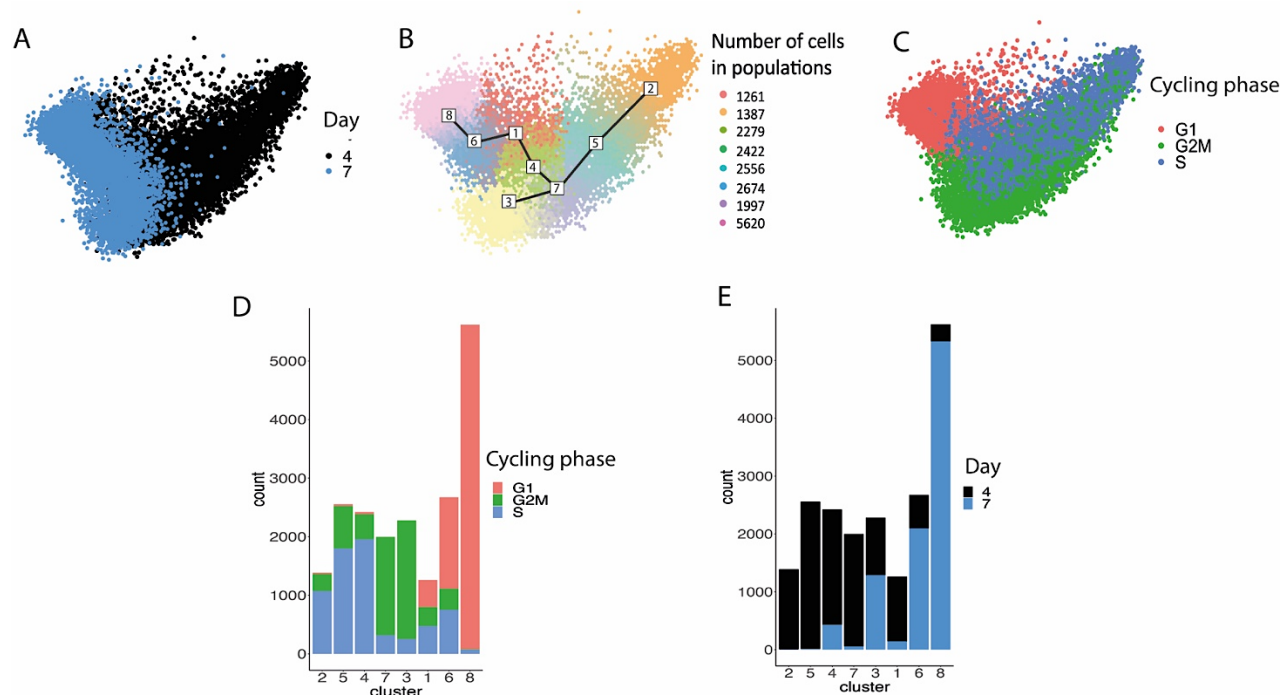 A
Day
4
7
B
8
6
1
4
3
7
5
2
Number of cells
in populations
1261
1387
2279
2422
2556
2674
1997
5620
C
Cycling phase
G1
G2M
S
D
count
5000
4000
3000
2000
1000
0
2 5 4 7 3 1 6 8
cluster
Cycling phase
G1
G2M
S
E
count
5000
4000
3000
2000
1000
0
2 5 4 7 3 1 6 8
cluster
Day
4
7